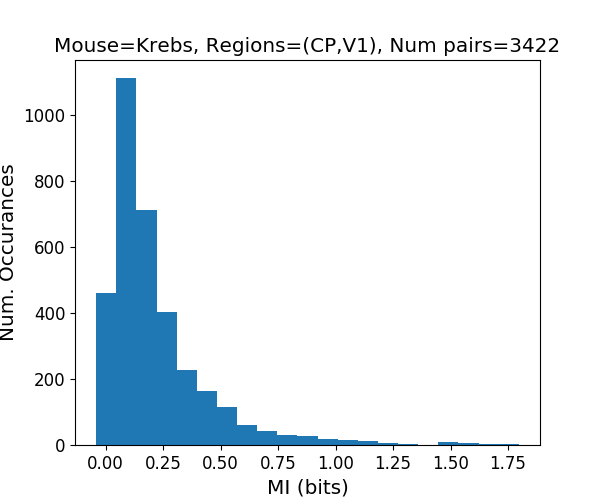 Mouse=Krebs, Regions=(CP,V1), Num pairs=3422
Num. Occurances
1000
800
600
400
200
0
0.00 0.25 0.50 0.75 1.00 1.25 1.50 1.75
MI (bits)